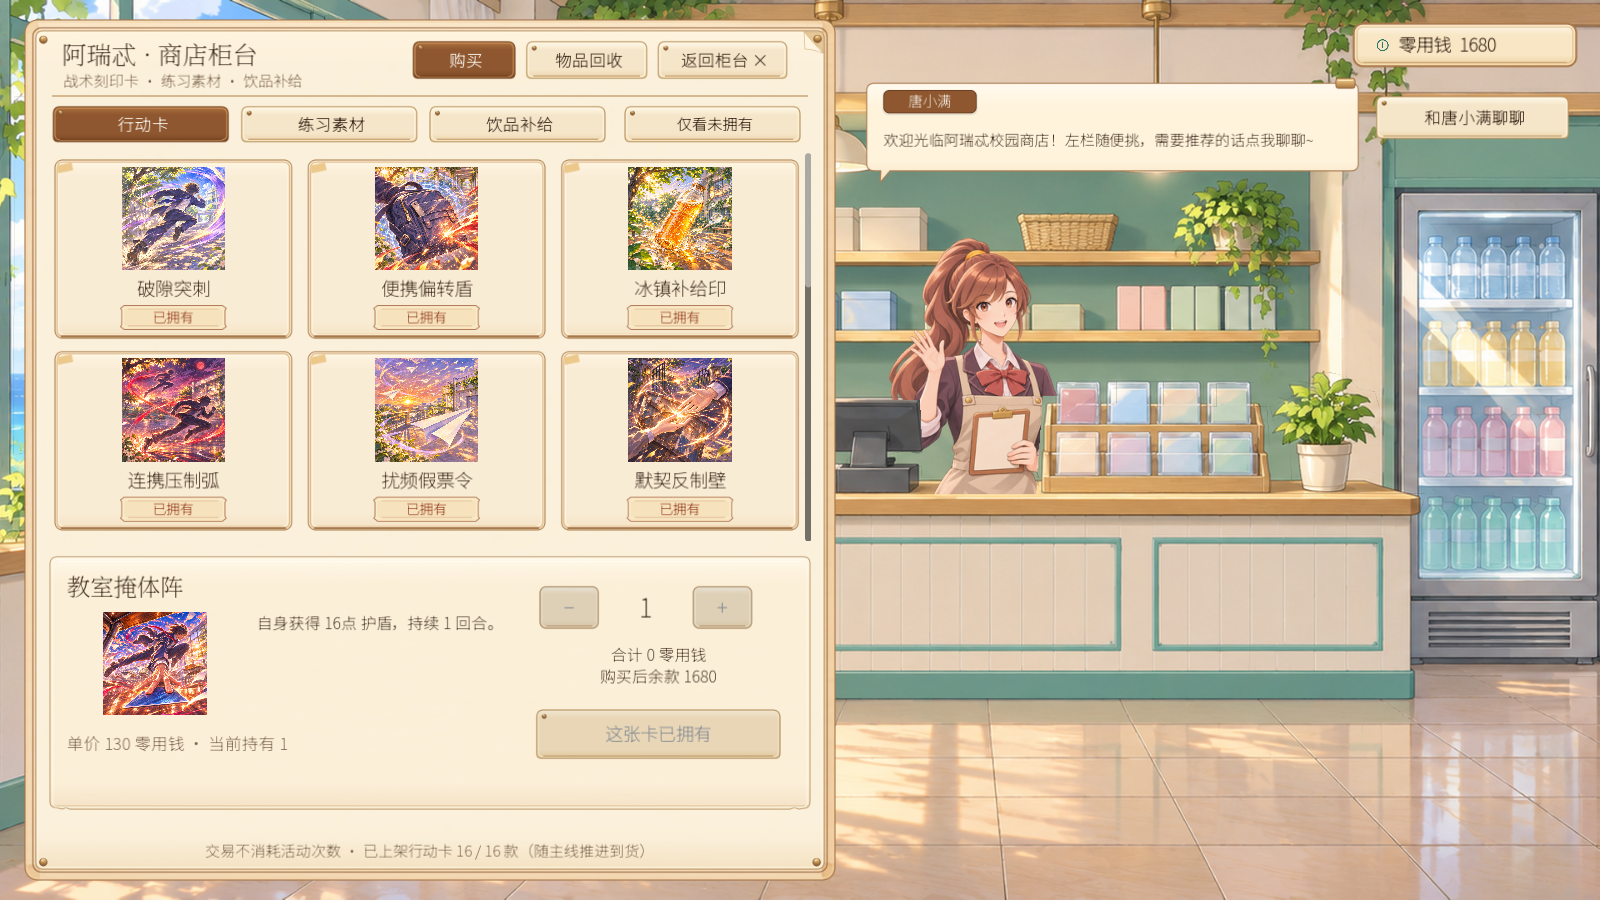 阿瑞忒 · 商店柜台
战术刻印卡 · 练习素材 · 饮品补给
购买
物品回收
返回柜台 ×
行动卡
练习素材
饮品补给
仅看未拥有
破隙突刺
已拥有
便携偏转盾
已拥有
冰镇补给印
已拥有
连携压制弧
已拥有
扰频假票令
已拥有
默契反制壁
已拥有
教室掩体阵
自身获得 16点 护盾，持续 1 回合。
单价 130 零用钱 · 当前持有 1
−
1
+
合计 0 零用钱
购买后余款 1680
这张卡已拥有
交易不消耗活动次数 · 已上架行动卡 16 / 16 款（随主线推进到货）
唐小满
欢迎光临阿瑞忒校园商店！左栏随便挑，需要推荐的话点我聊聊~
零用钱 1680
和唐小满聊聊